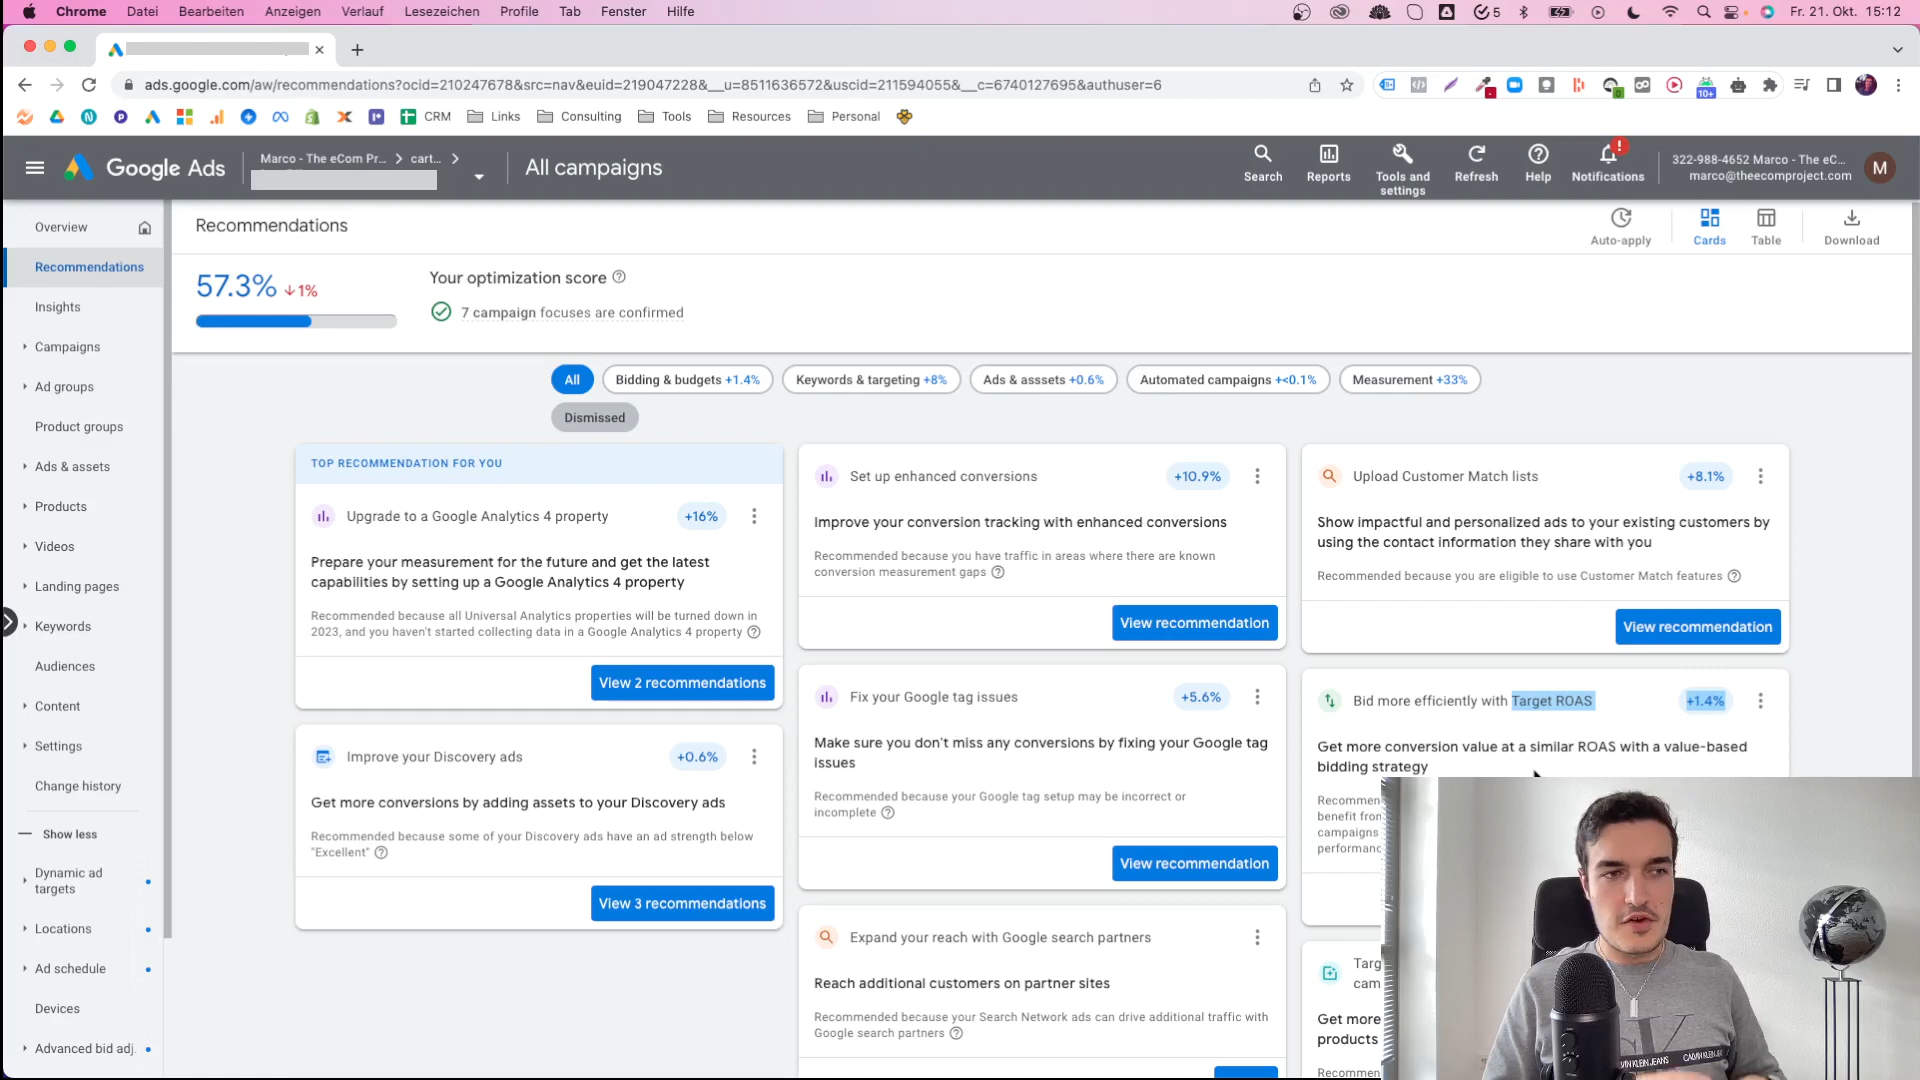 Chrome Datei Bearbeiten Anzeigen Verlauf Lesezeichen Profile Tab Fenster Hilfe 5 Fr. 21. Okt. 15:12
ads.google.com/aw/recommendations?ocid=210247678&src=nav&euid=219047228&__u=8511636572&uscid=211594055&__c=6740127695&authuser=6
0
10+
CRM Links Consulting Tools Resources Personal
Google Ads
Marco - The eCom Pr... cart...
All campaigns
Search
Reports
Tools and settings
Refresh
Help
Notifications
322-988-4652 Marco - The eC...
marco@theecomproject.com
M
Overview
Recommendations
Insights
Campaigns
Ad groups
Product groups
Ads & assets
Products
Videos
Landing pages
Keywords
Audiences
Content
Settings
Change history
Show less
Dynamic ad
targets
Locations
Ad schedule
Devices
Advanced bid adj.
Recommendations
Auto-apply
Cards
Table
Download
57.3% ↓1%
Your optimization score
7 campaign focuses are confirmed
All
Bidding & budgets +1.4%
Keywords & targeting +8%
Ads & asssets +0.6%
Automated campaigns +<0.1%
Measurement +33%
Dismissed
TOP RECOMMENDATION FOR YOU
Upgrade to a Google Analytics 4 property +16%
Prepare your measurement for the future and get the latest
capabilities by setting up a Google Analytics 4 property
Recommended because all Universal Analytics properties will be turned down in
2023, and you haven't started collecting data in a Google Analytics 4 property
View 2 recommendations
Improve your Discovery ads +0.6%
Get more conversions by adding assets to your Discovery ads
Recommended because some of your Discovery ads have an ad strength below
"Excellent"
View 3 recommendations
Set up enhanced conversions +10.9%
Improve your conversion tracking with enhanced conversions
Recommended because you have traffic in areas where there are known
conversion measurement gaps
View recommendation
Fix your Google tag issues +5.6%
Make sure you don't miss any conversions by fixing your Google tag
issues
Recommended because your Google tag setup may be incorrect or
incomplete
View recommendation
Expand your reach with Google search partners
Reach additional customers on partner sites
Recommended because your Search Network ads can drive additional traffic with
Google search partners
Upload Customer Match lists +8.1%
Show impactful and personalized ads to your existing customers by
using the contact information they share with you
Recommended because you are eligible to use Customer Match features
View recommendation
Bid more efficiently with Target ROAS +1.4%
Get more conversion value at a similar ROAS with a value-based
bidding strategy
Recommen
benefit fron
campaigns
performanc
Targ
cam
Get more
products
Recommen
CALVIN KLEIN JEANS